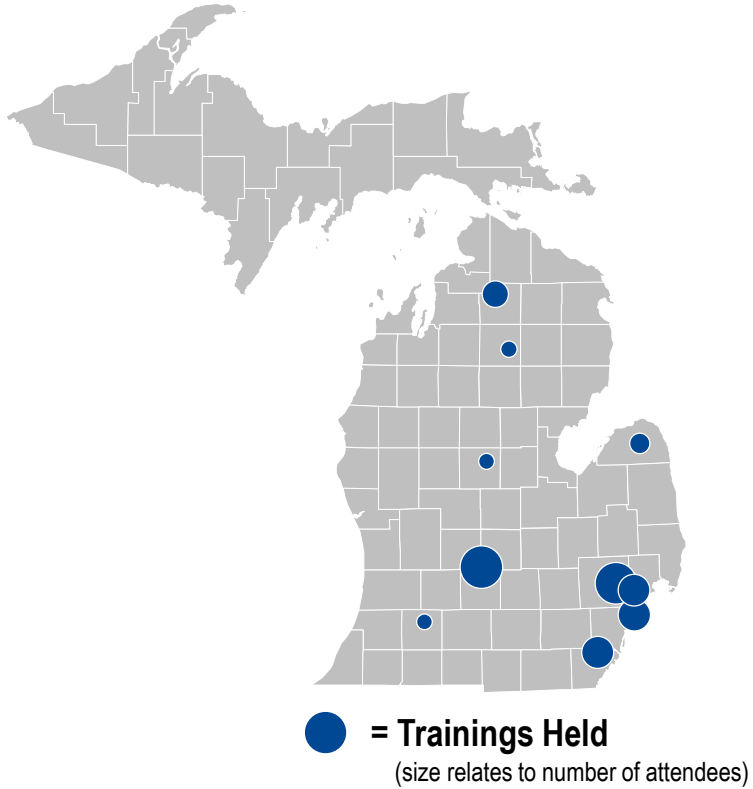 = Trainings Held
(size relates to number of attendees)